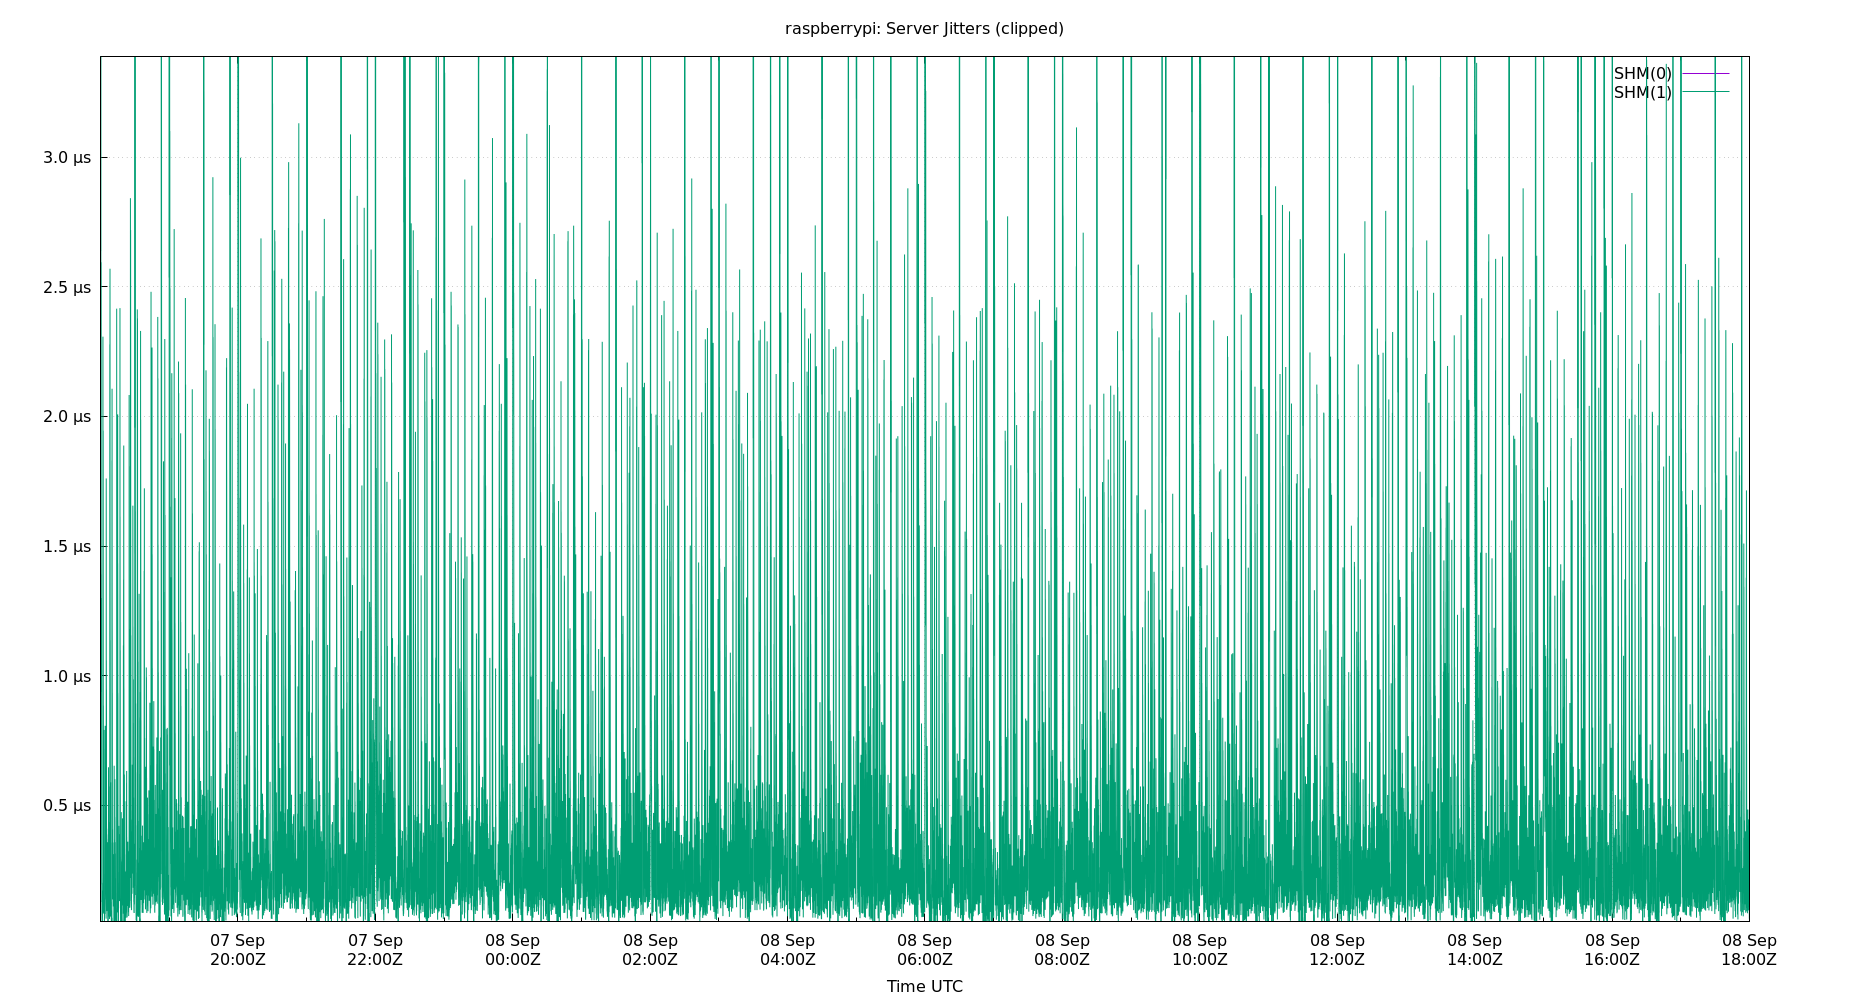 raspberrypi: Server Jitters (clipped)
SHM(0)
SHM(1)
3.0 µs
2.5 µs
2.0 µs
1.5 µs
1.0 µs
0.5 µs
07 Sep 07 Sep 08 Sep 08 Sep 08 Sep 08 Sep 08 Sep 08 Sep 08 Sep 08 Sep 08 Sep 08 Sep
20:00Z 22:00Z 00:00Z 02:00Z 04:00Z 06:00Z 08:00Z 10:00Z 12:00Z 14:00Z 16:00Z 18:00Z
Time UTC